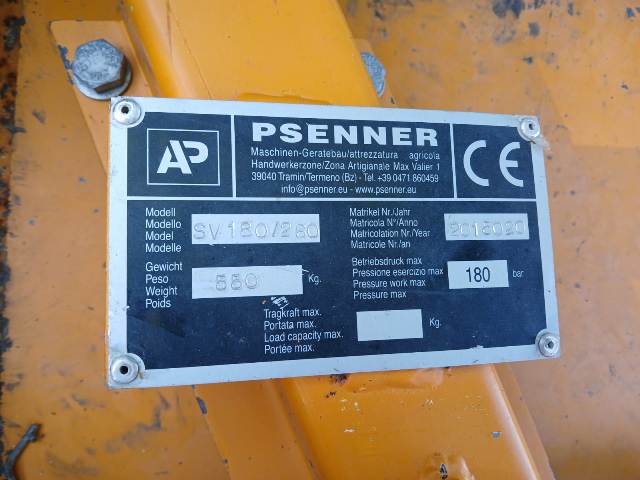 AP
PSENNER
Maschinen-Gerätebau/attrezzatura agricola
Handwerkerzone/Zona Artigianale Max Valier 1
39040 Tramin/Termeno (Bz) - Tel. +39 0471 860459
info@psenner.eu - www.psenner.eu
CE
Modell
Modello
Model
Modelle
SV 180/280
Matrikel Nr./Jahr
Matricola N°/Anno
Matricolation Nr./Year
Matricole Nr./an
2015020
Gewicht
Peso
Weight
Poids
550 Kg.
Betriebsdruck max
Pressione esercizio max
Pressure work max
Pressure max
180 bar
Tragkraft max.
Portata max.
Load capacity max.
Portée max.
Kg.